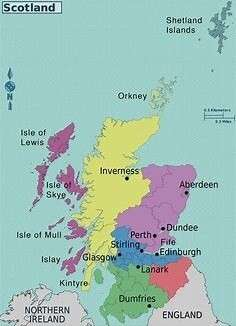 Scotland
Shetland
Islands
N
Orkney
Isle of
Lewis
Inverness
Isle of
Skye
Aberdeen
Isle of Mull
Dundee
Perth
Fife
Stirling
Edinburgh
Islay
Glasgow
Lanark
Kintyre
Dumfries
NORTHERN
IRELAND
ENGLAND